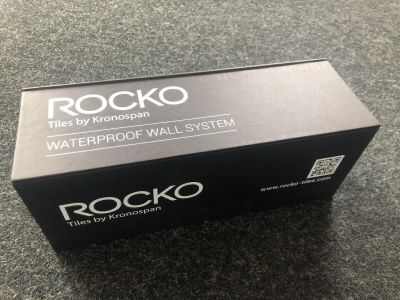 ROCKO
Tiles by Kronospan
WATERPROOF WALL SYSTEM
ROCKO
Tiles by Kronospan
www.rocko-tiles.com